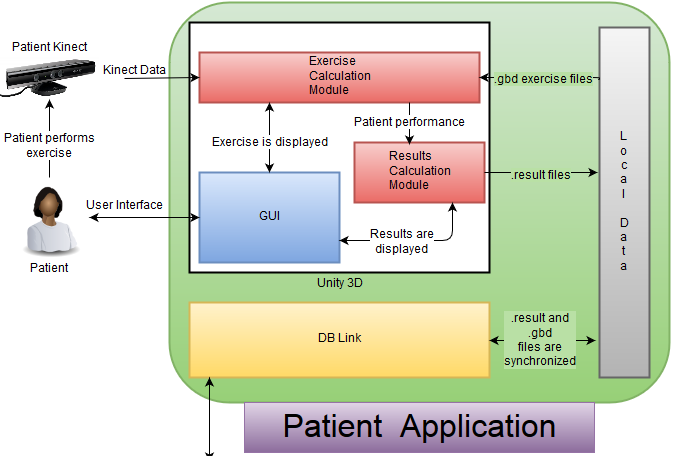 Patient Kinect
Kinect Data
Exercise
Calculation
Module
.gbd exercise files
Patient performs
exercise
Exercise is displayed
Patient performance
Results
Calculation
Module
.result files
Local Data
User Interface
GUI
Patient
Results are
displayed
Unity 3D
DB Link
.result and
.gbd
files are
synchronized
Patient Application